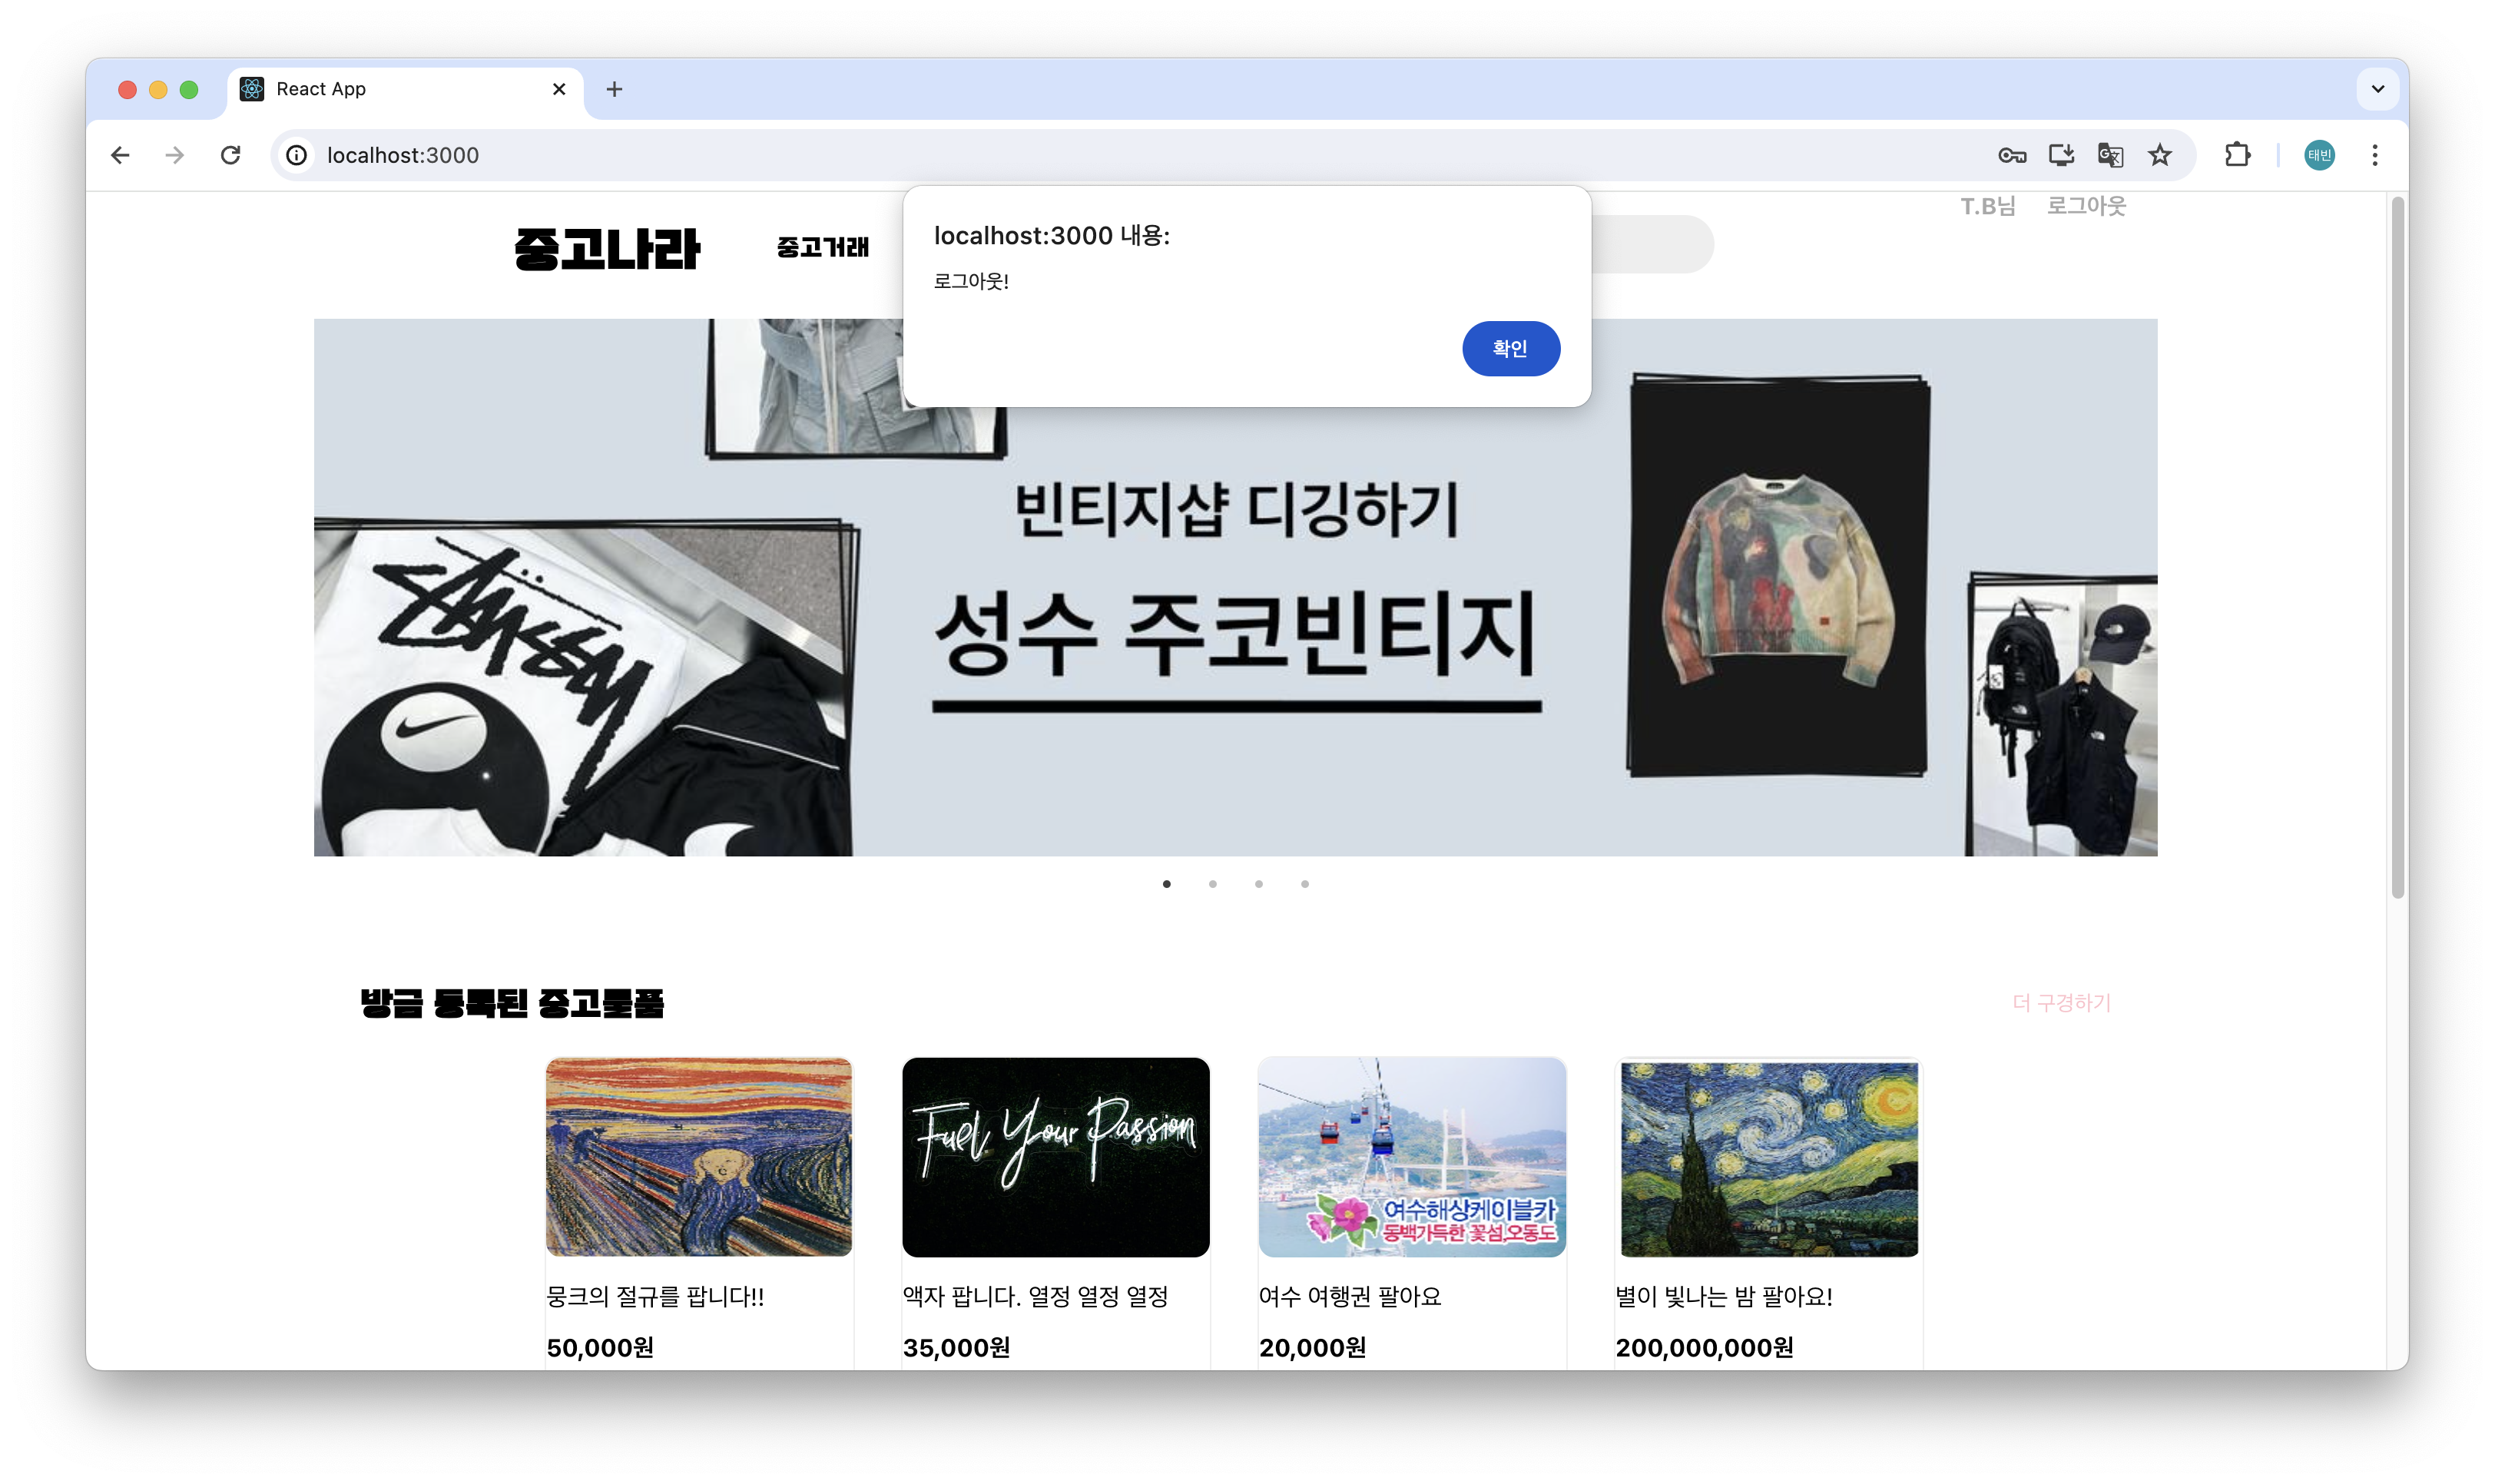 React App
localhost:3000
태빈
T.B님 로그아웃
중고나라 중고거래
localhost:3000 내용:
로그아웃!
확인
빈티지샵 디깅하기
성수 주코빈티지
방금 등록된 중고물품 더 구경하기
Fuel Your Passion
여수해상케이블카
동백가득한 꽃섬,오동도
뭉크의 절규를 팝니다!!
50,000원
액자 팝니다. 열정 열정 열정
35,000원
여수 여행권 팔아요
20,000원
별이 빛나는 밤 팔아요!
200,000,000원